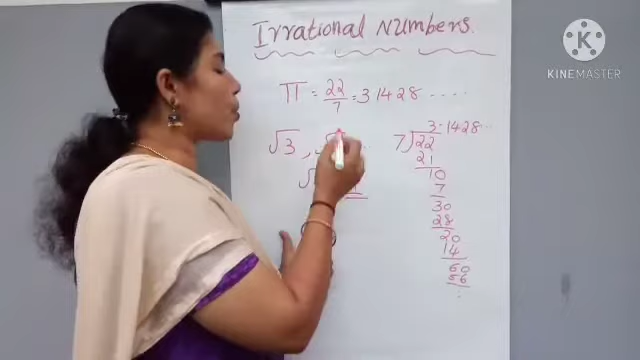 Irrational Numbers.
π = 22/7 = 3.1428 ....
√3 , √
3.1428...
7)22
21
10
7
30
28
20
14
60
56
KINEMASTER